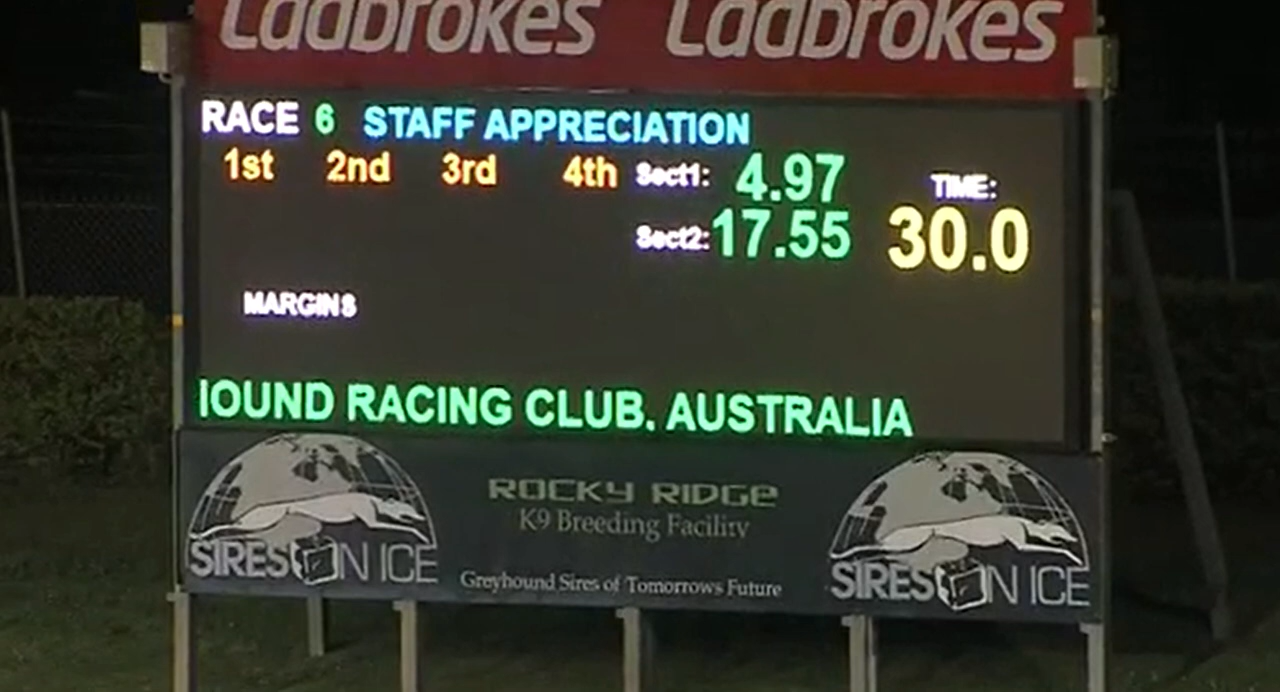 Ladbrokes Ladbrokes
RACE 6 STAFF APPRECIATION
1st 2nd 3rd 4th Sect1: 4.97 TIME:
Sect2: 17.55 30.0
MARGINS
IOUND RACING CLUB. AUSTRALIA
ROCKY RIDGE
K9 Breeding Facility
SIRES ON ICE
Greyhound Sires of Tomorrows Future
SIRES ON ICE